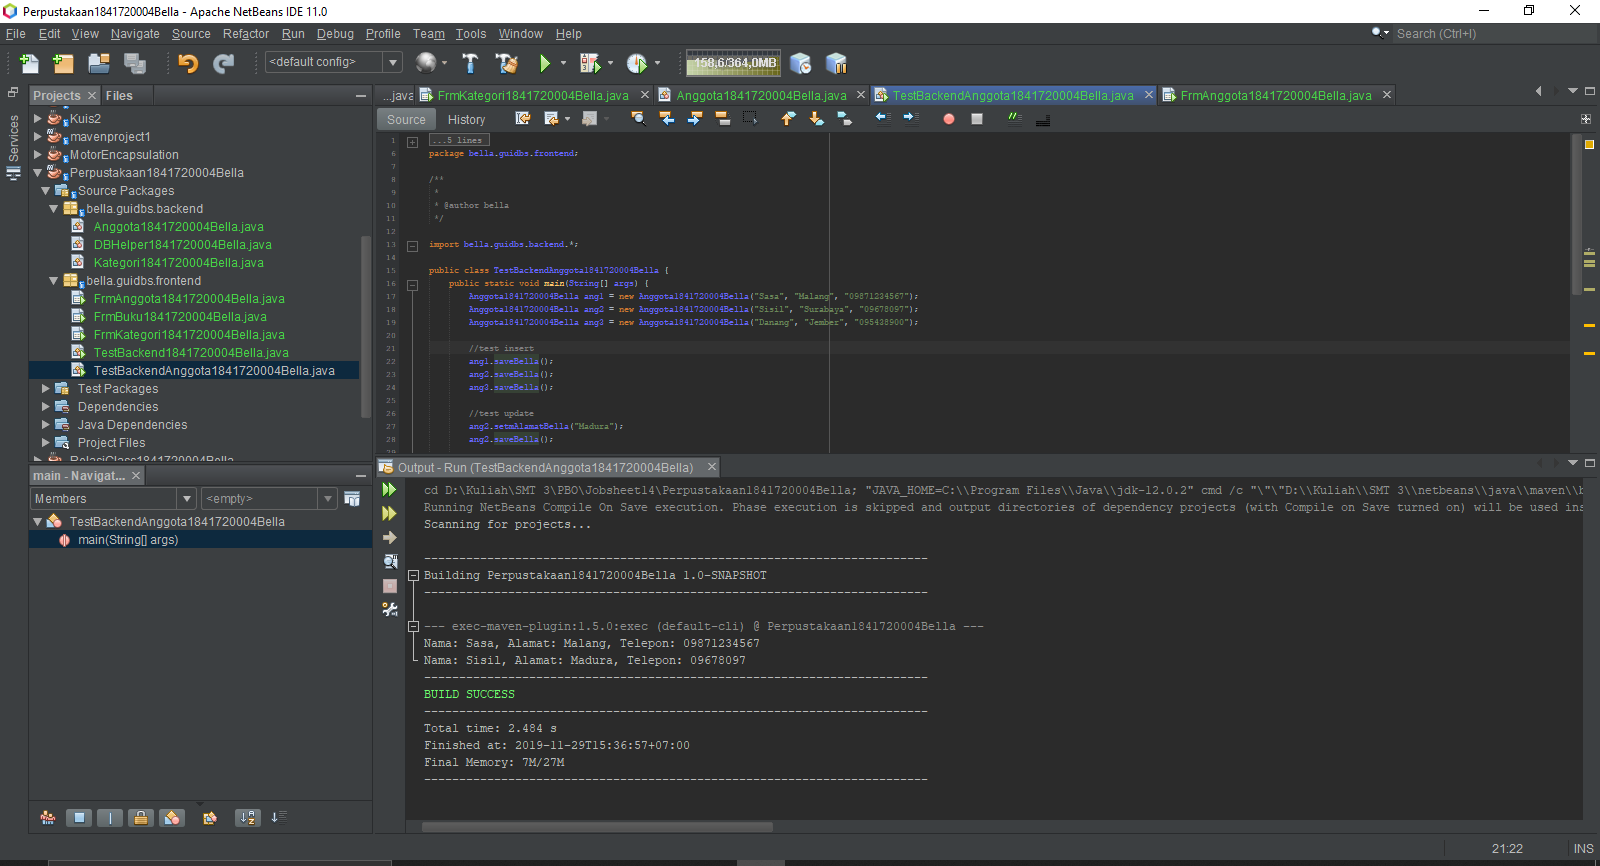 Perpustakaan1841720004Bella - Apache NetBeans IDE 11.0
File Edit View Navigate Source Refactor Run Debug Profile Team Tools Window Help
Search (Ctrl+I)
<default config>
158,6/364,0MB
Projects Files
...java FrmKategori1841720004Bella.java Anggota1841720004Bella.java TestBackendAnggota1841720004Bella.java FrmAnggota1841720004Bella.java
Services
Source History
Kuis2
mavenproject1
MotorEncapsulation
Perpustakaan1841720004Bella
Source Packages
bella.guidbs.backend
Anggota1841720004Bella.java
DBHelper1841720004Bella.java
Kategori1841720004Bella.java
bella.guidbs.frontend
FrmAnggota1841720004Bella.java
FrmBuku1841720004Bella.java
FrmKategori1841720004Bella.java
TestBackend1841720004Bella.java
TestBackendAnggota1841720004Bella.java
Test Packages
Dependencies
Java Dependencies
Project Files
RelasiClass1841720004Bella
1 ...5 lines
6 package bella.guidbs.frontend;
7
8 /**
9 *
10 * @author bella
11 */
12
13 import bella.guidbs.backend.*;
14
15 public class TestBackendAnggota1841720004Bella {
16 public static void main(String[] args) {
17 Anggota1841720004Bella ang1 = new Anggota1841720004Bella("Sasa", "Malang", "09871234567");
18 Anggota1841720004Bella ang2 = new Anggota1841720004Bella("Sisil", "Surabaya", "09678097");
19 Anggota1841720004Bella ang3 = new Anggota1841720004Bella("Danang", "Jember", "095438900");
20
21 //test insert
22 ang1.saveBella();
23 ang2.saveBella();
24 ang3.saveBella();
25
26 //test update
27 ang2.setmAlamatBella("Madura");
28 ang2.saveBella();
29
main - Navigat...
Members <empty>
TestBackendAnggota1841720004Bella
main(String[] args)
Output - Run (TestBackendAnggota1841720004Bella)
cd D:\Kuliah\SMT 3\PBO\Jobsheet14\Perpustakaan1841720004Bella; "JAVA_HOME=C:\\Program Files\\Java\\jdk-12.0.2" cmd /c "\"\"D:\\Kuliah\\SMT 3\\netbeans\\java\\maven\\b
Running NetBeans Compile On Save execution. Phase execution is skipped and output directories of dependency projects (with Compile on Save turned on) will be used ins
Scanning for projects...
------------------------------------------------------------------------
Building Perpustakaan1841720004Bella 1.0-SNAPSHOT
------------------------------------------------------------------------
--- exec-maven-plugin:1.5.0:exec (default-cli) @ Perpustakaan1841720004Bella ---
Nama: Sasa, Alamat: Malang, Telepon: 09871234567
Nama: Sisil, Alamat: Madura, Telepon: 09678097
------------------------------------------------------------------------
BUILD SUCCESS
------------------------------------------------------------------------
Total time: 2.484 s
Finished at: 2019-11-29T15:36:57+07:00
Final Memory: 7M/27M
------------------------------------------------------------------------
21:22 INS